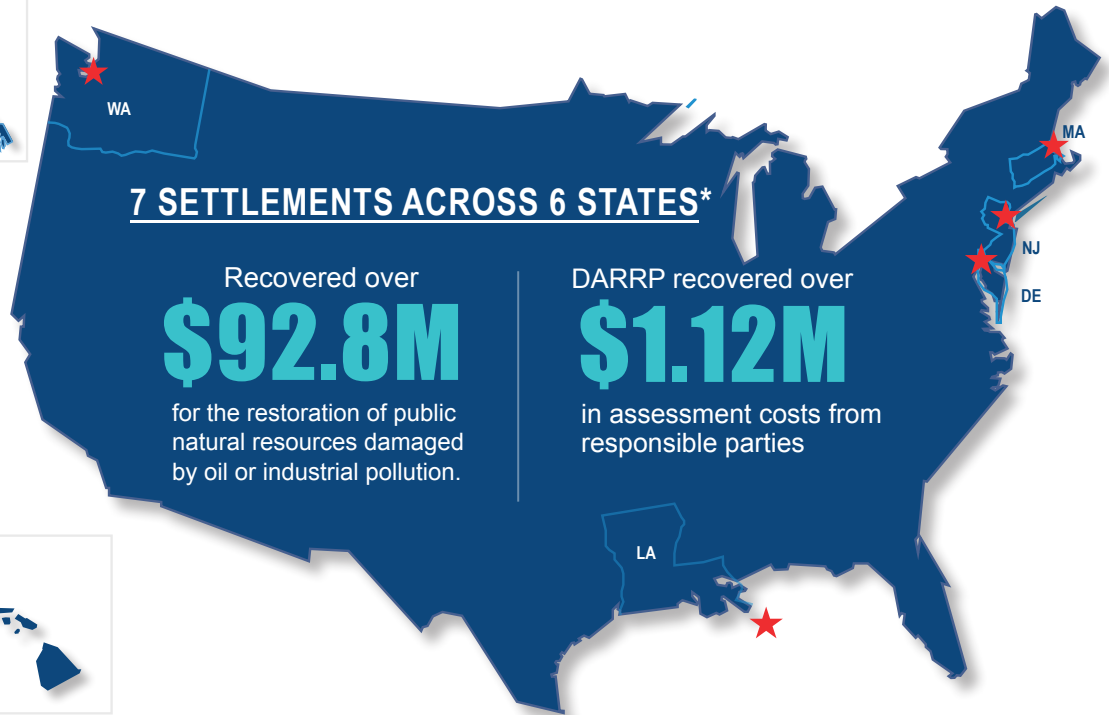 WA
MA
7 SETTLEMENTS ACROSS 6 STATES*
NJ
DE
Recovered over
$92.8M
for the restoration of public
natural resources damaged
by oil or industrial pollution.
DARRP recovered over
$1.12M
in assessment costs from
responsible parties
LA